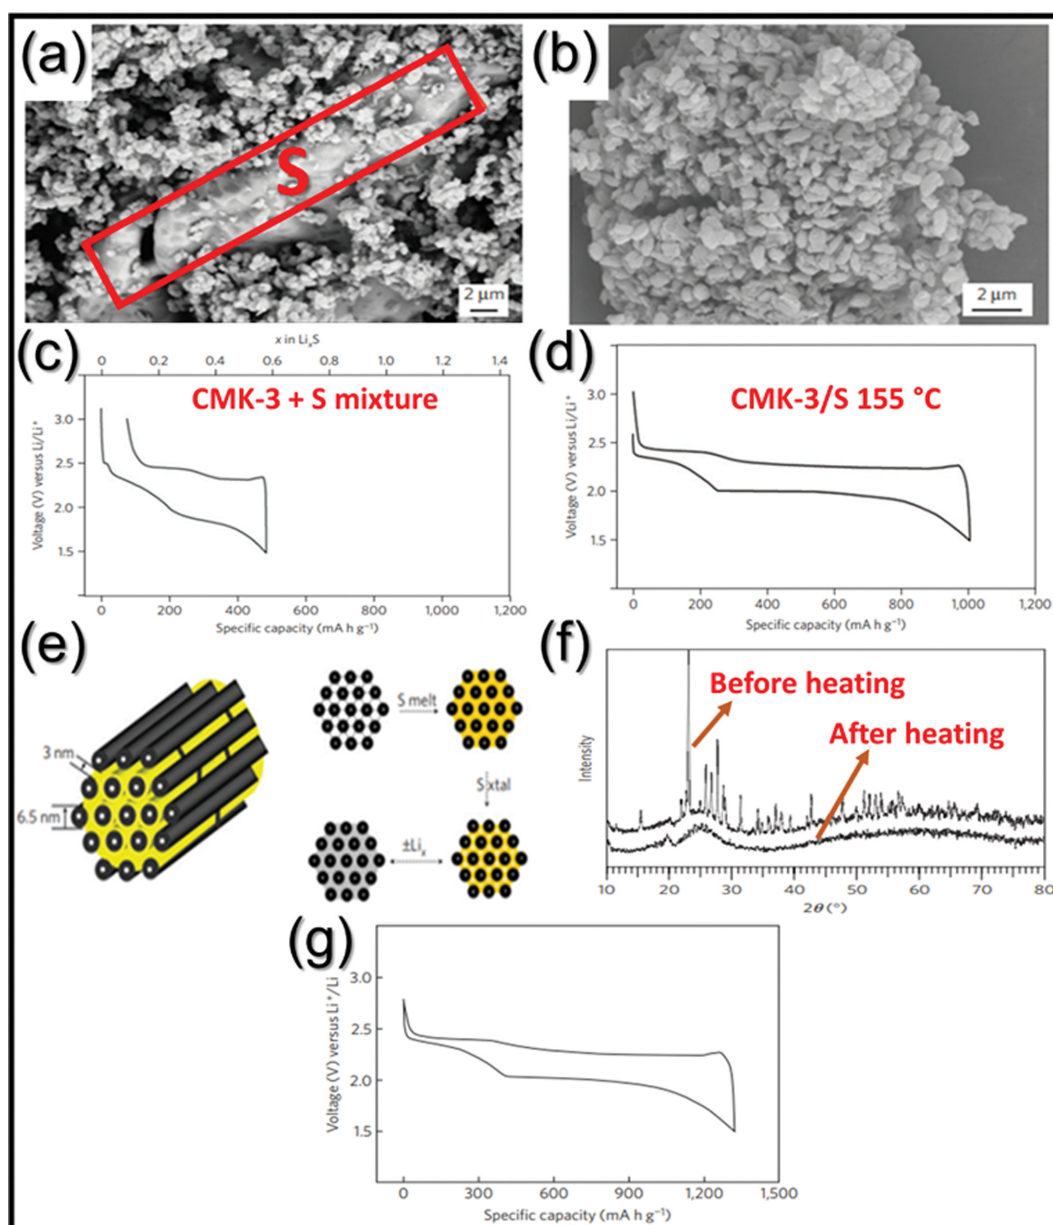 (a)
S
2 μm
(b)
2 μm
(c)
x in LixS
0 0.2 0.4 0.6 0.8 1 1.2 1.4
CMK-3 + S mixture
Voltage (V) versus Li/Li⁺
3.0
2.5
2.0
1.5
0 200 400 600 800 1,000 1,200
Specific capacity (mA h g⁻¹)
(d)
CMK-3/S 155 °C
Voltage (V) versus Li/Li⁺
3.0
2.5
2.0
1.5
0 200 400 600 800 1,000 1,200
Specific capacity (mA h g⁻¹)
(e)
3 nm
6.5 nm
S melt
S xtal
±Liₓ
(f)
Before heating
After heating
Intensity
10 20 30 40 50 60 70 80
2θ (°)
(g)
Voltage (V) versus Li⁺/Li
3.0
2.5
2.0
1.5
0 300 600 900 1,200 1,500
Specific capacity (mA h g⁻¹)